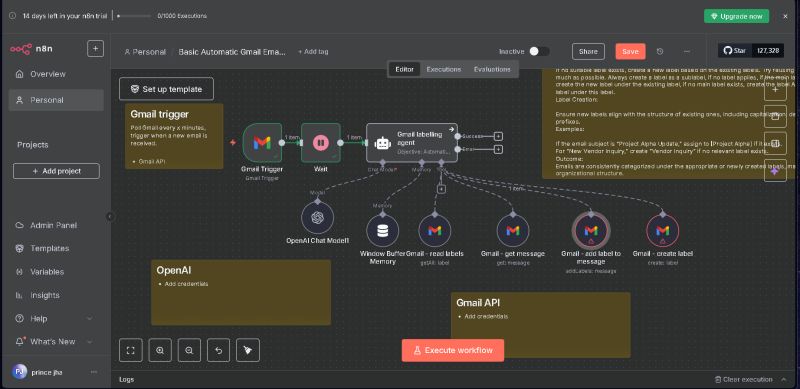 14 days left in your n8n trial
0/1000 Executions
Upgrade now
n8n
Personal / Basic Automatic Gmail Ema...
+ Add tag
Inactive
Share
Save
Star
127,328
Editor
Executions
Evaluations
Overview
Personal
Projects
+ Add project
Admin Panel
Templates
Variables
Insights
Help
What's New
prince jha
Set up template
Gmail trigger
Poll Gmail every x minutes,
trigger when a new email is
received.
• Gmail API
Gmail Trigger
Gmail Trigger
1 item
Wait
1 item
Gmail labelling
agent
Objective: Automatic...
Success
Error
Chat Model*
Memory
Tool
Model
Memory
1 item
OpenAI Chat Model1
Window Buffer
Memory
Gmail - read labels
getAll: label
Gmail - get message
get: message
Gmail - add label to
message
addLabels: message
Gmail - create label
create: label
If no suitable label exists, create a new label based on the existing labels. Try reusing
much as possible. Always create a label as a sublabel, if no label applies, if the main l
create the new label under the existing label, if no main label exists, create the label A
label under this label.
Label Creation:
Ensure new labels align with the structure of existing ones, including capitalization, de
prefixes.
Examples:
If the email subject is "Project Alpha Update," assign to [Project Alpha] if it exist
For "New Vendor Inquiry," create "Vendor Inquiry" if no relevant label exists.
Outcome:
Emails are consistently categorized under the appropriate or newly created labels, ma
organizational structure.
OpenAI
• Add credentials
Gmail API
• Add credentials
Execute workflow
Logs
Clear execution